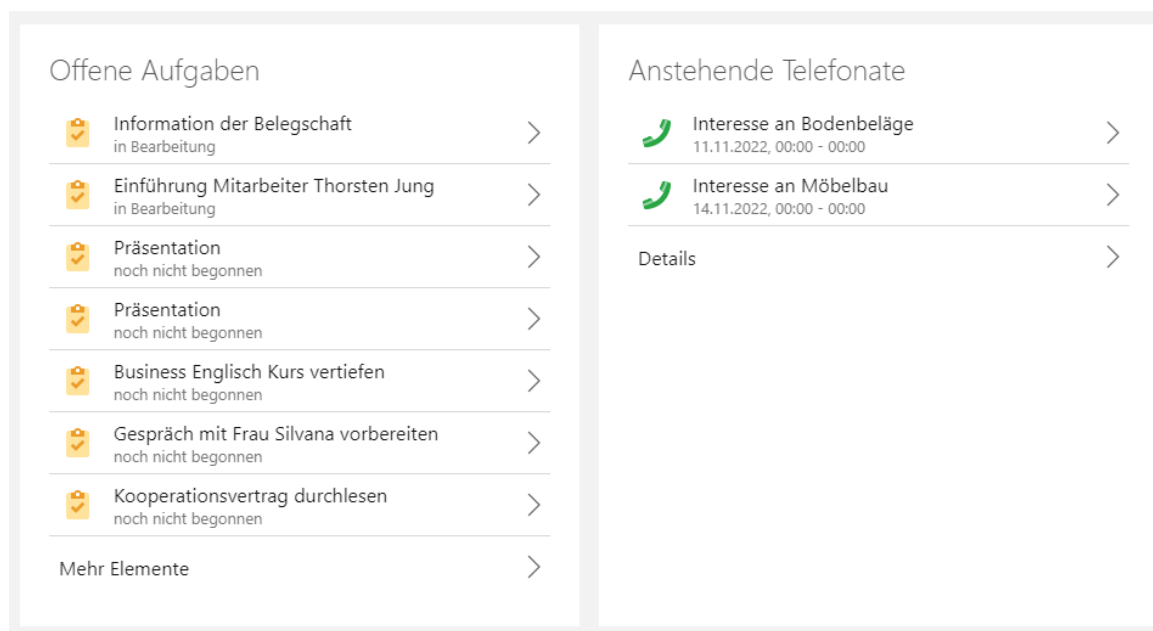 Offene Aufgaben
Information der Belegschaft
in Bearbeitung
Einführung Mitarbeiter Thorsten Jung
in Bearbeitung
Präsentation
noch nicht begonnen
Präsentation
noch nicht begonnen
Business Englisch Kurs vertiefen
noch nicht begonnen
Gespräch mit Frau Silvana vorbereiten
noch nicht begonnen
Kooperationsvertrag durchlesen
noch nicht begonnen
Mehr Elemente
Anstehende Telefonate
Interesse an Bodenbeläge
11.11.2022, 00:00 - 00:00
Interesse an Möbelbau
14.11.2022, 00:00 - 00:00
Details